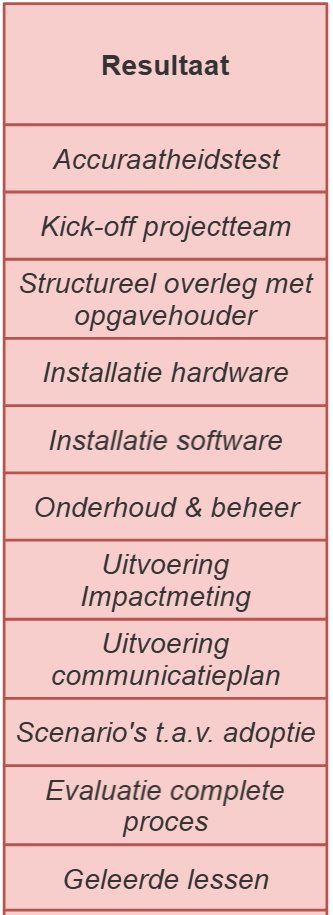 Resultaat
Accuraatheidstest
Kick-off projectteam
Structureel overleg met
opgavehouder
Installatie hardware
Installatie software
Onderhoud & beheer
Uitvoering
Impactmeting
Uitvoering
communicatieplan
Scenario's t.a.v. adoptie
Evaluatie complete
proces
Geleerde lessen